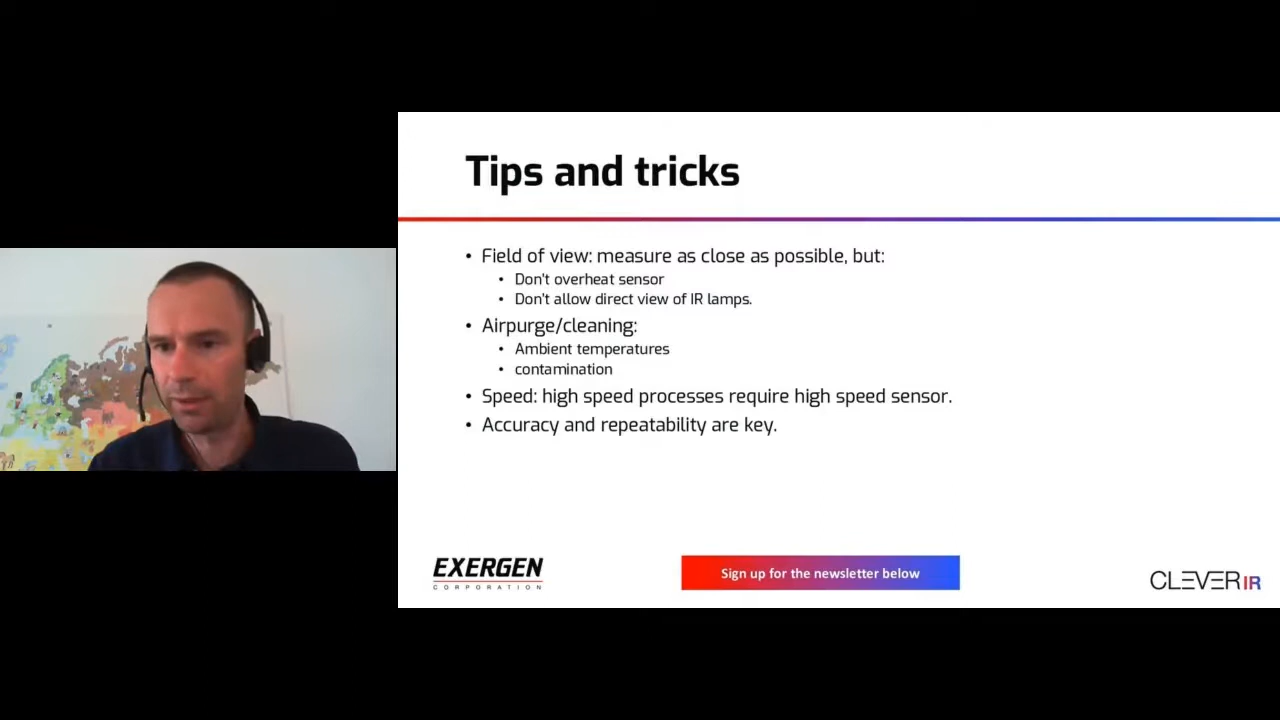 Tips and tricks
• Field of view: measure as close as possible, but:
• Don't overheat sensor
• Don't allow direct view of IR lamps.
• Airpurge/cleaning:
• Ambient temperatures
• contamination
• Speed: high speed processes require high speed sensor.
• Accuracy and repeatability are key.
EXERGEN
CORPORATION
Sign up for the newsletter below
CLEVERIR